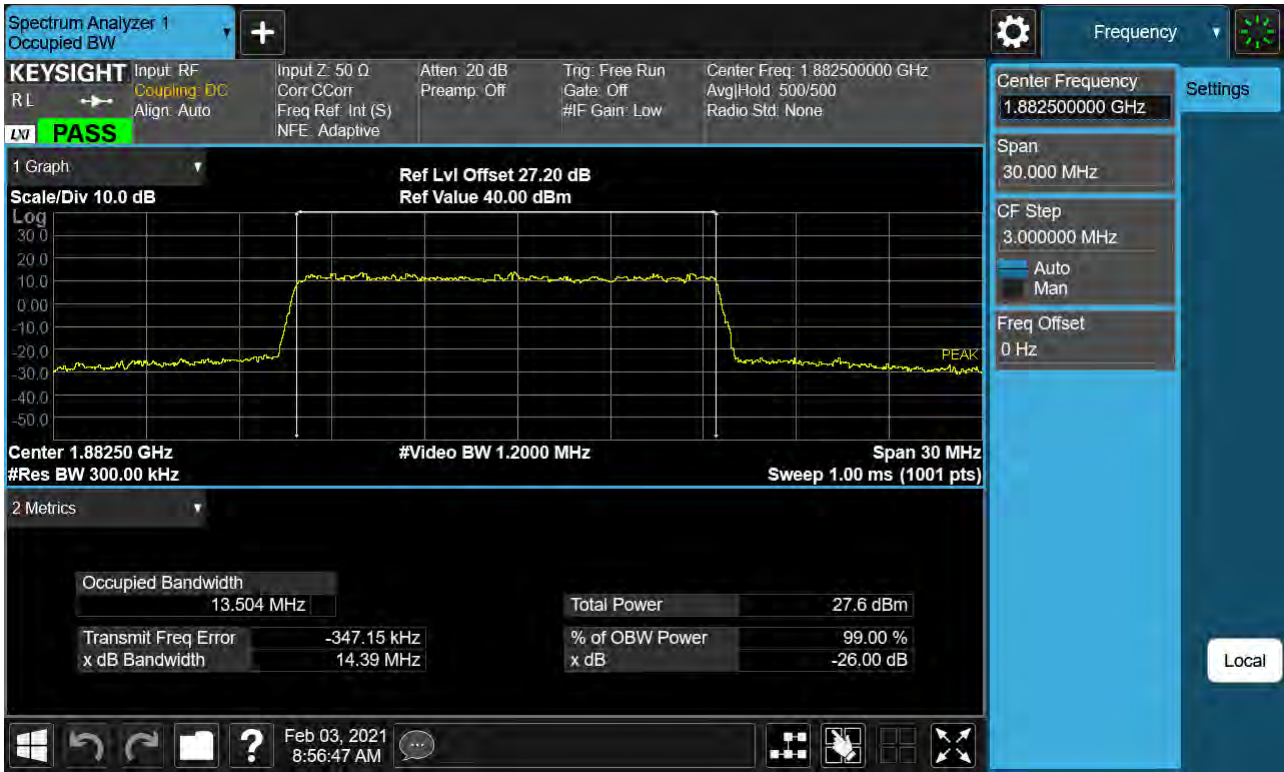 Spectrum Analyzer 1
Occupied BW
+
Frequency
KEYSIGHT
RL
LXI
PASS
Input: RF
Coupling: DC
Align: Auto
Input Z: 50 Ω
Corr CCorr
Freq Ref: Int (S)
NFE: Adaptive
Atten: 20 dB
Preamp: Off
Trig: Free Run
Gate: Off
#IF Gain: Low
Center Freq: 1.882500000 GHz
Avg|Hold: 500/500
Radio Std: None
Center Frequency
1.882500000 GHz
Settings
Span
30.000 MHz
CF Step
3.000000 MHz
Auto
Man
Freq Offset
0 Hz
Local
1 Graph
Scale/Div 10.0 dB
Ref Lvl Offset 27.20 dB
Ref Value 40.00 dBm
Log
30.0
20.0
10.0
0.00
-10.0
-20.0
-30.0
-40.0
-50.0
PEAK
Center 1.88250 GHz
#Res BW 300.00 kHz
#Video BW 1.2000 MHz
Span 30 MHz
Sweep 1.00 ms (1001 pts)
2 Metrics
Occupied Bandwidth
13.504 MHz
Total Power 27.6 dBm
Transmit Freq Error -347.15 kHz
% of OBW Power 99.00 %
x dB Bandwidth 14.39 MHz
x dB -26.00 dB
?
Feb 03, 2021
8:56:47 AM